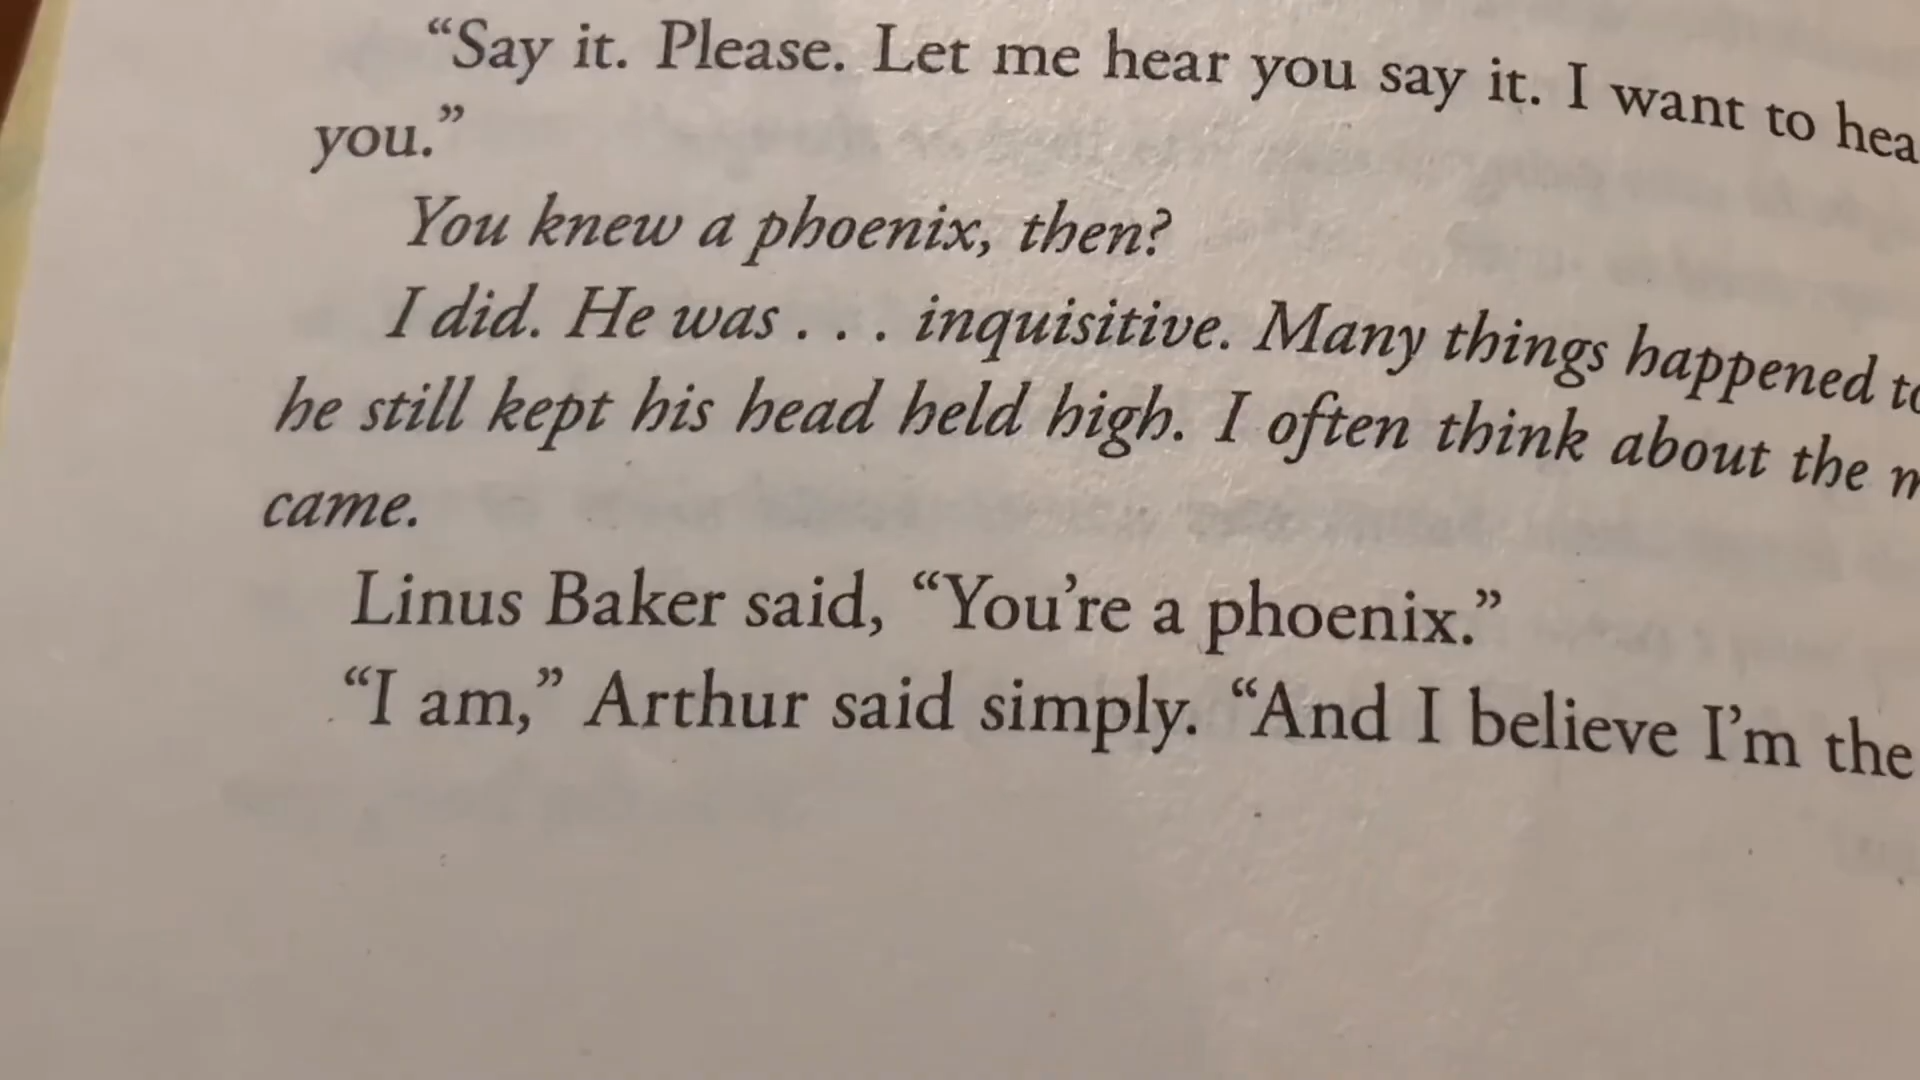 “Say it. Please. Let me hear you say it. I want to
you.”
You knew a phoenix, then?
I did. He was . . . inquisitive. Many things happened
he still kept his head held high. I often think about the
came.
Linus Baker said, “You’re a phoenix.”
“I am,” Arthur said simply. “And I believe I’m the